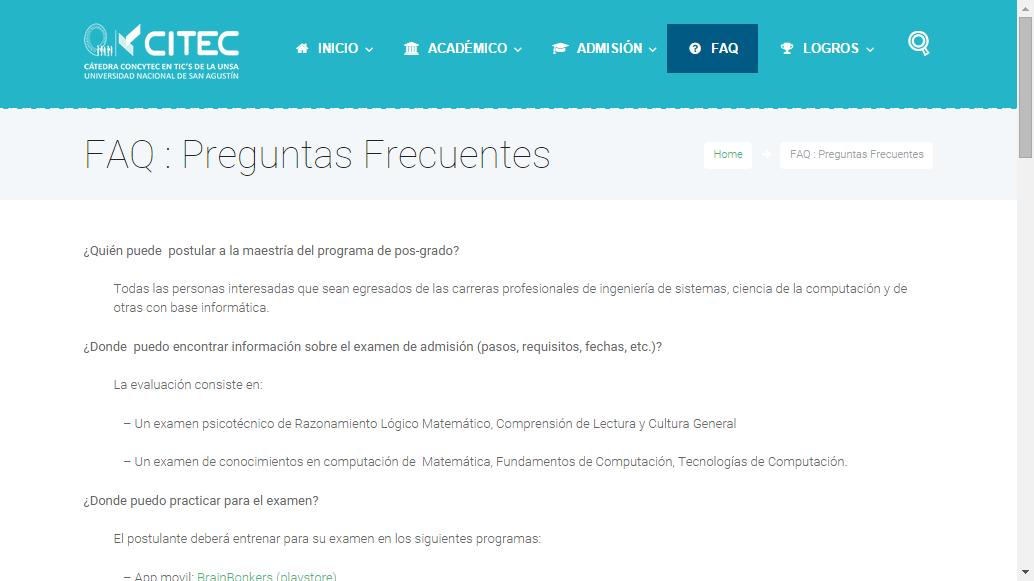 CITEC
CÁTEDRA CONCYTEC EN TIC'S DE LA UNSA
UNIVERSIDAD NACIONAL DE SAN AGUSTÍN
INICIO
ACADÉMICO
ADMISIÓN
FAQ
LOGROS
FAQ : Preguntas Frecuentes
Home
FAQ : Preguntas Frecuentes
¿Quién puede  postular a la maestría del programa de pos-grado?
Todas las personas interesadas que sean egresados de las carreras profesionales de ingeniería de sistemas, ciencia de la computación y de
otras con base informática.
¿Donde  puedo encontrar información sobre el examen de admisión (pasos, requisitos, fechas, etc.)?
La evaluación consiste en:
– Un examen psicotécnico de Razonamiento Lógico Matemático, Comprensión de Lectura y Cultura General
– Un examen de conocimientos en computación de  Matemática, Fundamentos de Computación, Tecnologías de Computación.
¿Donde puedo practicar para el examen?
El postulante deberá entrenar para su examen en los siguientes programas:
– App movil: BrainBonkers (playstore)